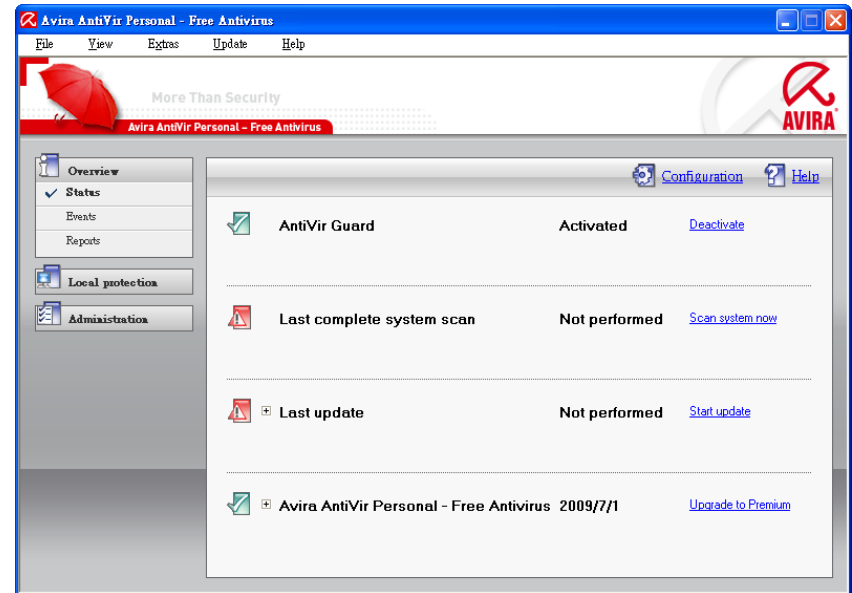 Avira AntiVir Personal - Free Antivirus
File View Extras Update Help
More Than Security
Avira AntiVir Personal – Free Antivirus
AVIRA
Overview
Status
Events
Reports
Local protection
Administration
Configuration Help
AntiVir Guard Activated Deactivate
Last complete system scan Not performed Scan system now
Last update Not performed Start update
Avira AntiVir Personal - Free Antivirus 2009/7/1 Upgrade to Premium